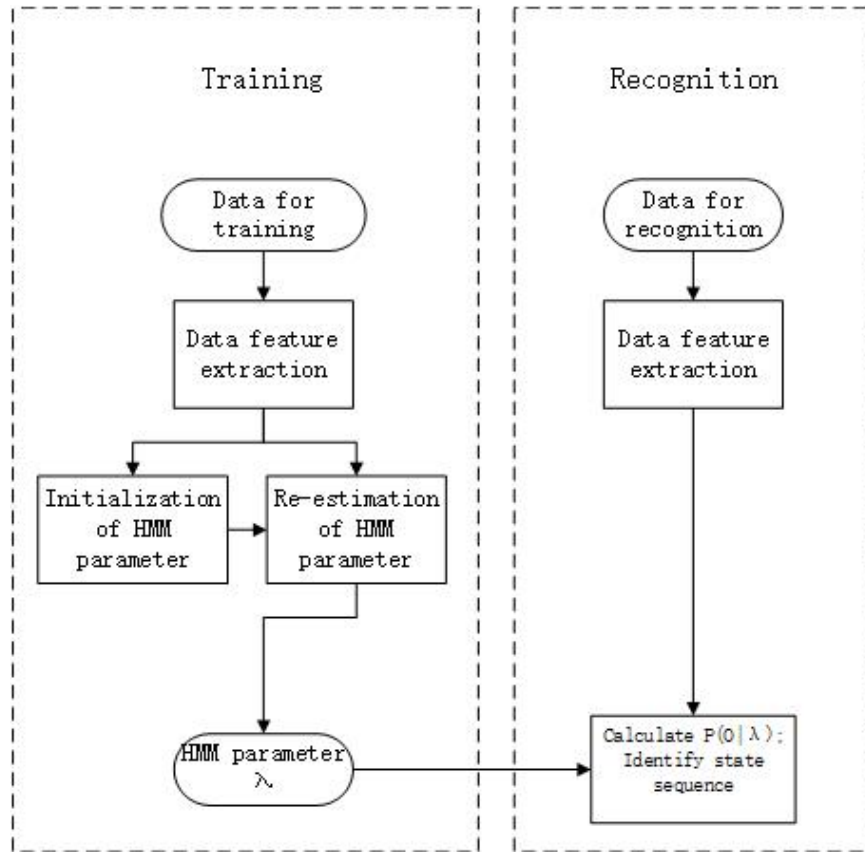 Training
Data for
training
Data feature
extraction
Initialization
of HMM
parameter
Re-estimation
of HMM
parameter
HMM parameter
λ
Recognition
Data for
recognition
Data feature
extraction
Calculate P(O|λ);
Identify state
sequence